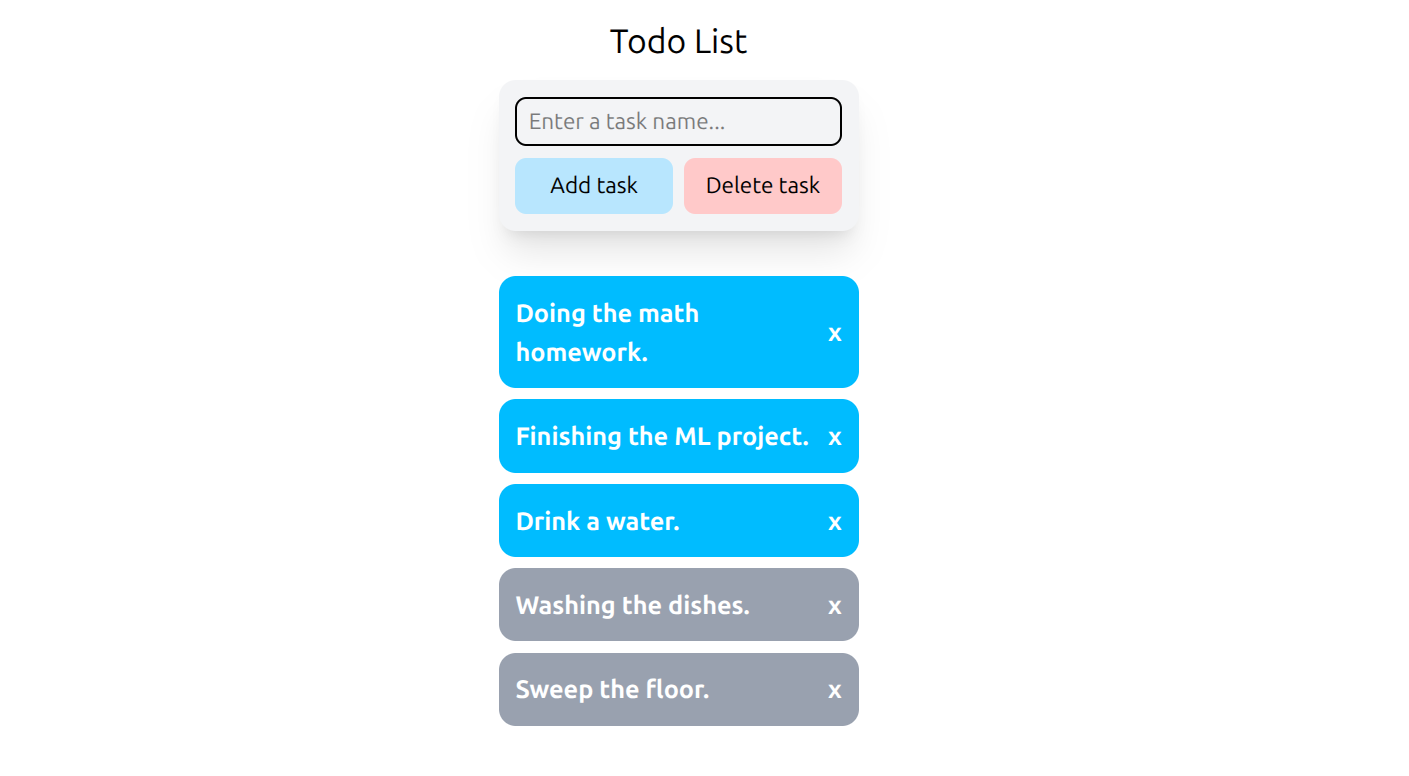 Todo List
Enter a task name...
Add task Delete task
Doing the math
homework.
x
Finishing the ML project. x
Drink a water. x
Washing the dishes. x
Sweep the floor. x